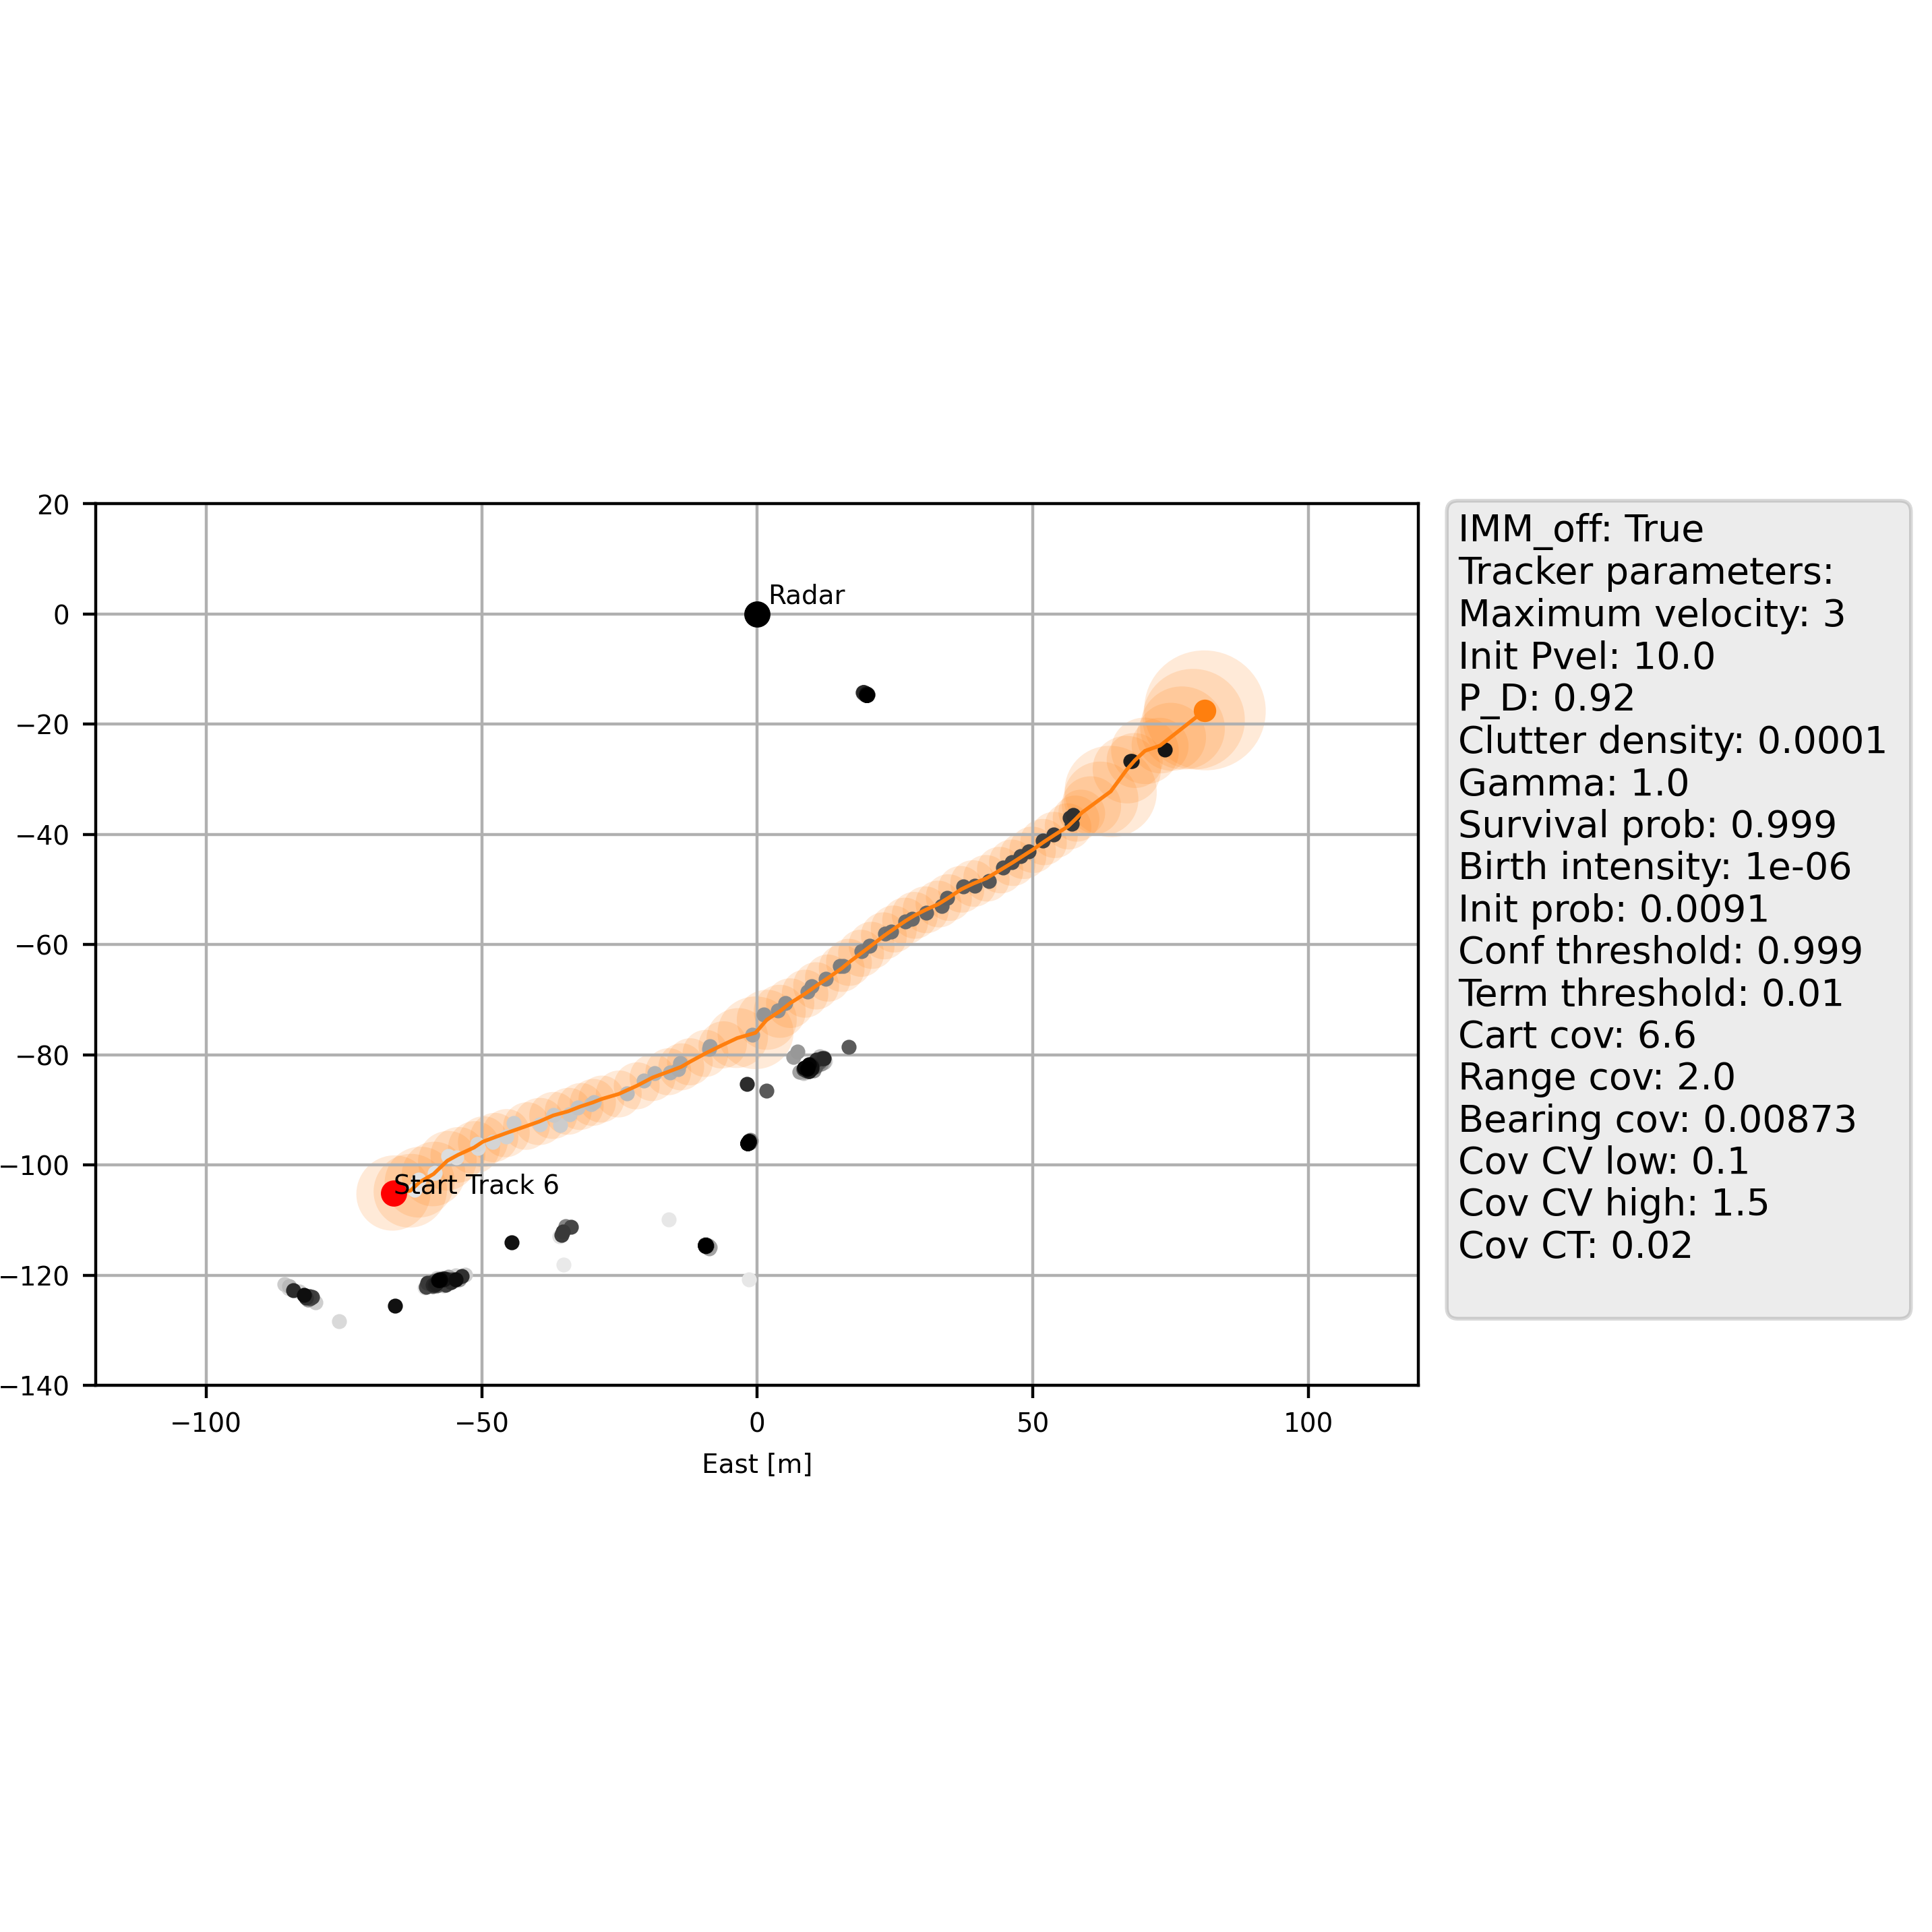 20
0
−20
−40
−60
−80
−100
−120
−140
−100
−50
0
50
100
East [m]
Radar
Start Track 6
IMM_off: True
Tracker parameters:
Maximum velocity: 3
Init Pvel: 10.0
P_D: 0.92
Clutter density: 0.0001
Gamma: 1.0
Survival prob: 0.999
Birth intensity: 1e-06
Init prob: 0.0091
Conf threshold: 0.999
Term threshold: 0.01
Cart cov: 6.6
Range cov: 2.0
Bearing cov: 0.00873
Cov CV low: 0.1
Cov CV high: 1.5
Cov CT: 0.02